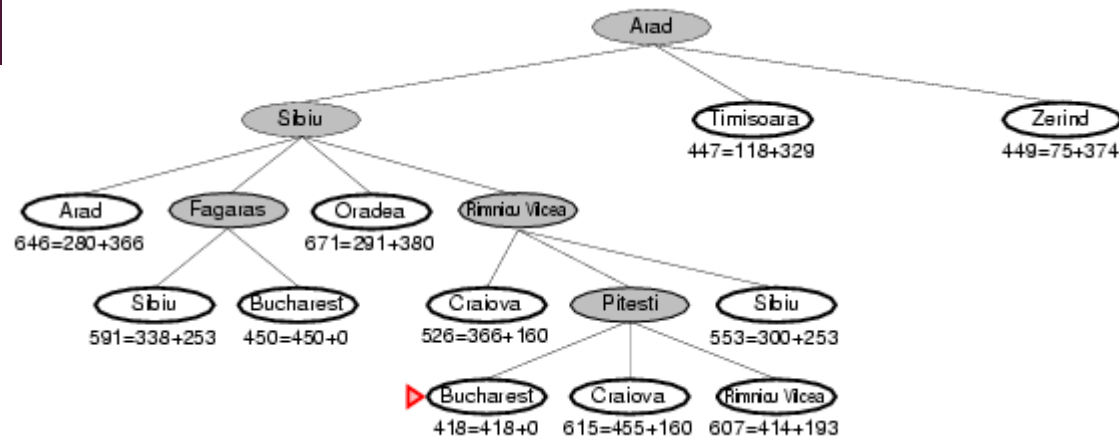 Arad
Sibiu Timisoara Zerind
447=118+329 449=75+374
Arad Fagaras Oradea Rimnicu Vilcea
646=280+366 671=291+380
Sibiu Bucharest Craiova Pitesti Sibiu
591=338+253 450=450+0 526=366+160 553=300+253
Bucharest Craiova Rimnicu Vilcea
418=418+0 615=455+160 607=414+193